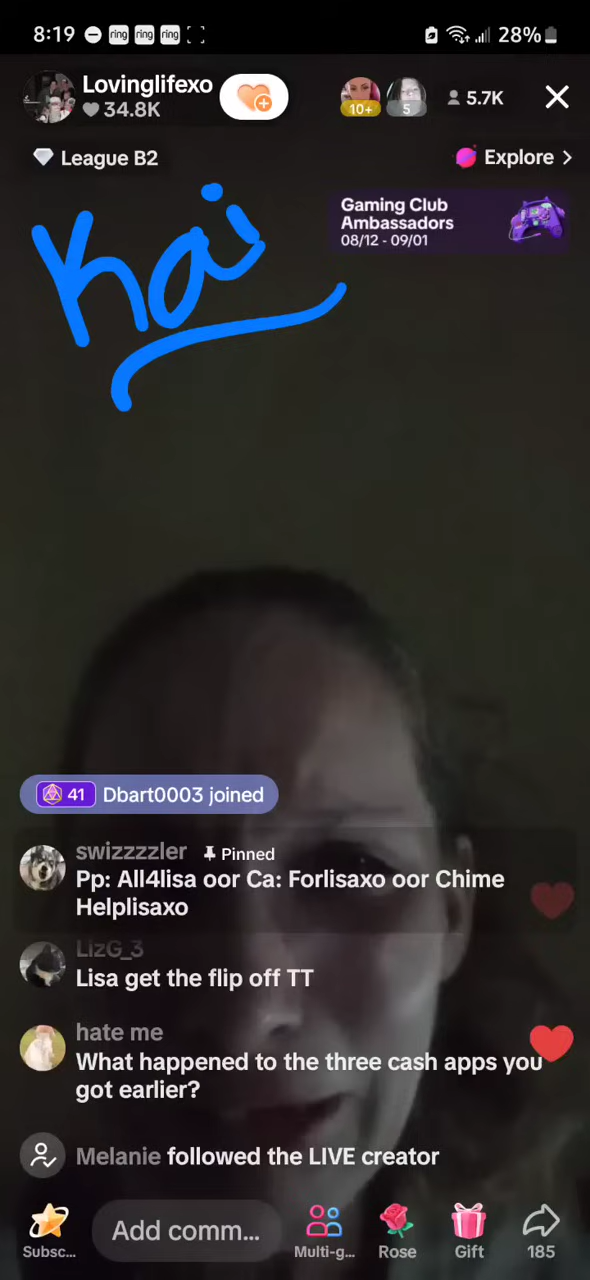 8:19
ring ring ring
28%
Lovinglifexo
34.8K
10+
5
5.7K
League B2
Explore >
Kai
Gaming Club
Ambassadors
08/12 - 09/01
41 Dbart0003 joined
swizzzzler Pinned
Pp: All4lisa oor Ca: Forlisaxo oor Chime
Helplisaxo
LizG_3
Lisa get the flip off TT
hate me
What happened to the three cash apps you
got earlier?
Melanie followed the LIVE creator
Add comm...
Subsc...
Multi-g...
Rose
Gift
185